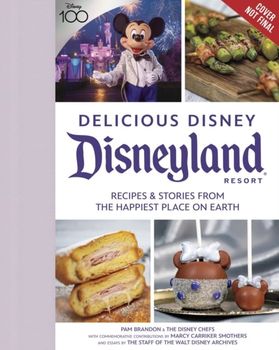 Disney
100
COVER
NOT FINAL
DELICIOUS DISNEY
Disneyland®
RESORT
RECIPES & STORIES FROM
THE HAPPIEST PLACE ON EARTH
PAM BRANDON & THE DISNEY CHEFS
WITH COMMEMORATIVE CONTRIBUTIONS BY MARCY CARRIKER SMOTHERS
AND ESSAYS BY THE STAFF OF THE WALT DISNEY ARCHIVES